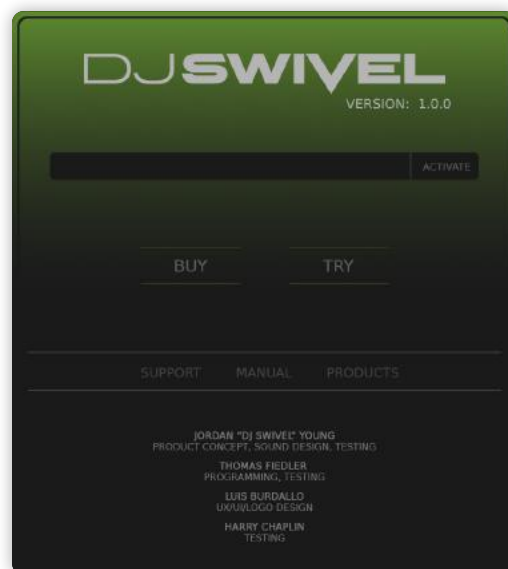 DJSWIVEL
VERSION: 1.0.0
ACTIVATE
BUY TRY
SUPPORT MANUAL PRODUCTS
JORDAN "DJ SWIVEL" YOUNG
PRODUCT CONCEPT, SOUND DESIGN, TESTING
THOMAS FIEDLER
PROGRAMMING, TESTING
LUIS BURDALLO
UX/UI/LOGO DESIGN
HARRY CHAPLIN
TESTING